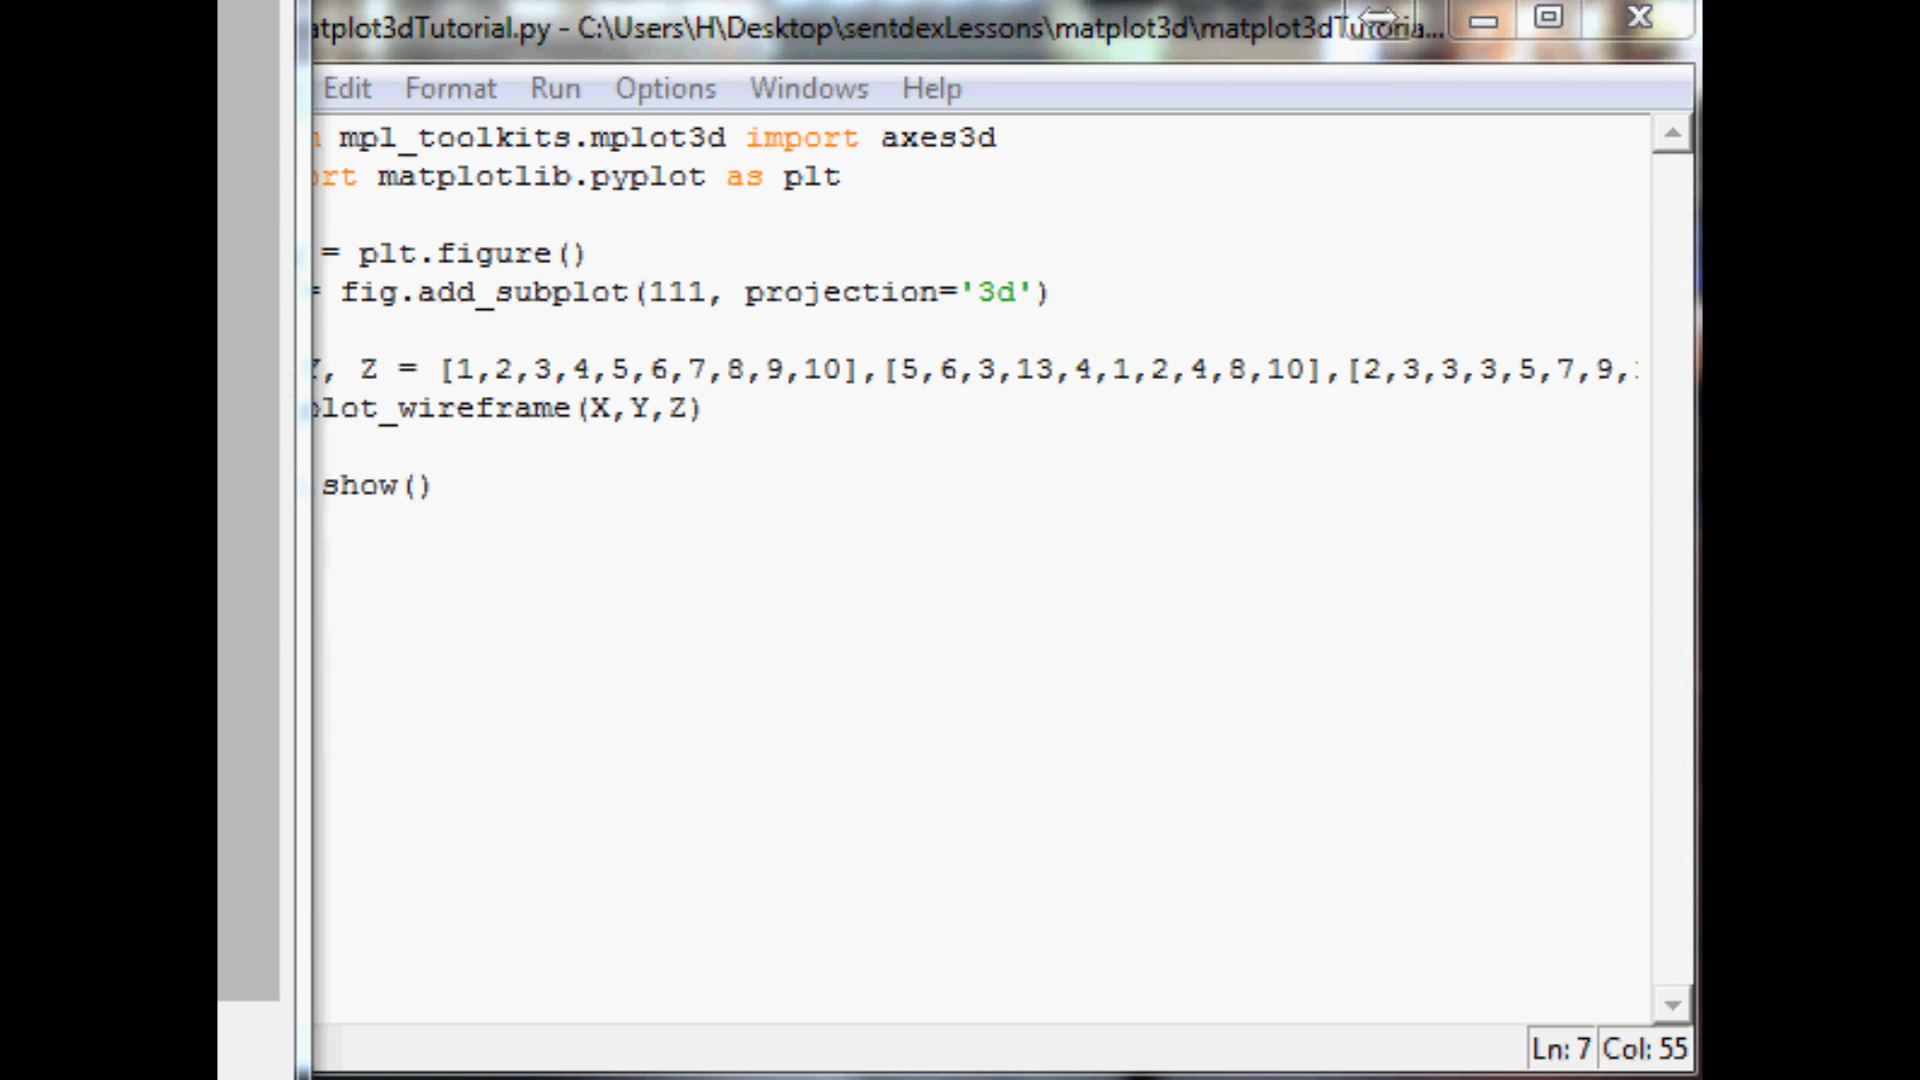 atplot3dTutorial.py - C:\Users\H\Desktop\sentdexLessons\matplot3d\matplot3dTutoria...
Edit Format Run Options Windows Help
mpl_toolkits.mplot3d import axes3d
ort matplotlib.pyplot as plt
= plt.figure()
= fig.add_subplot(111, projection='3d')
Y, Z = [1,2,3,4,5,6,7,8,9,10],[5,6,3,13,4,1,2,4,8,10],[2,3,3,3,5,7,9,
plot_wireframe(X,Y,Z)
show()
Ln: 7 Col: 55